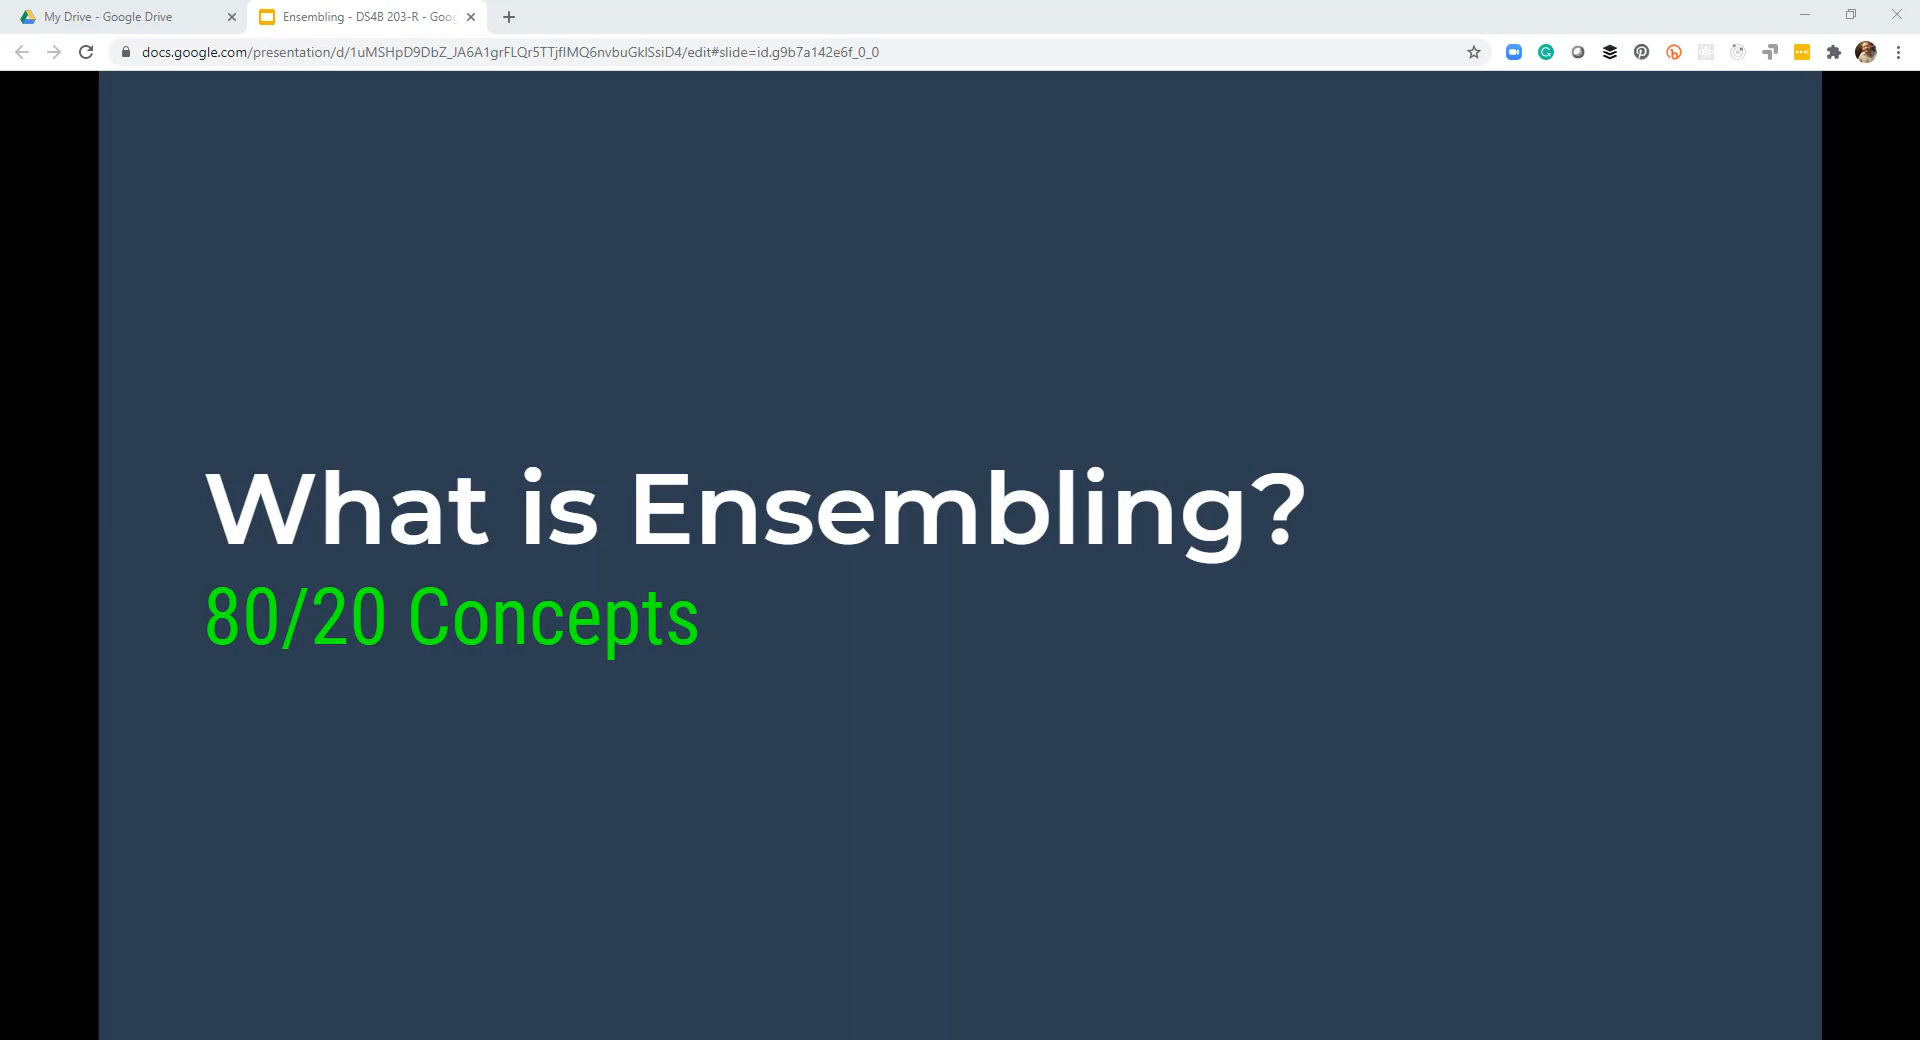 My Drive - Google Drive
Ensembling - DS4B 203-R - Goo
docs.google.com/presentation/d/1uMSHpD9DbZ_JA6A1grFLQr5TTjflMQ6nvbuGklSsiD4/edit#slide=id.g9b7a142e6f_0_0
What is Ensembling?
80/20 Concepts